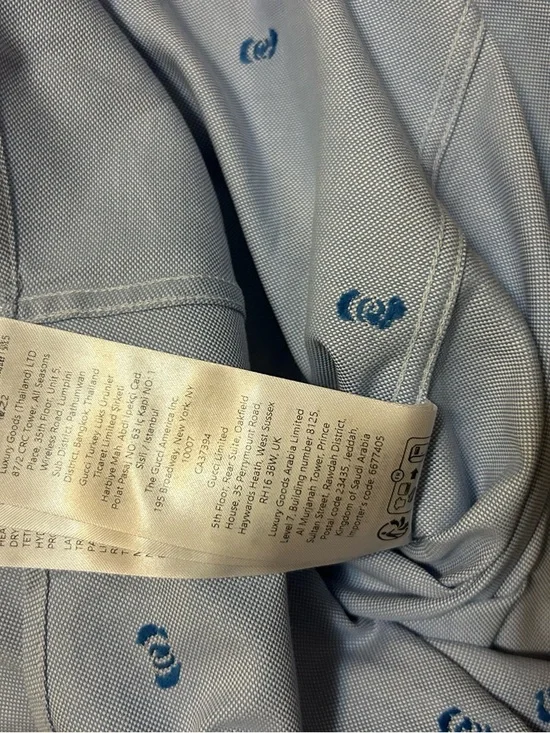 Luxury Goods (Thailand) LTD
87/2 CRC Tower, All Seasons
Place, 35th Floor, Unit 5,
Wireless Road, Lumpini
Sub District, Pathumwan
District, Bangkok, Thailand
Gucci Turkey Lüks Ürünler
Ticaret Limited Şirketi
Harbiye Mah. Abdi İpekçi Cad.
Polat Palas No: 63 İç Kapı No: 1
Şişli / İstanbul
The Gucci America Inc.
195 Broadway, New York, NY
10007
CA37394
Gucci Limited
5th Floor, Rear Suite, Oakfield
House, 35 Perrymount Road,
Haywards Heath, West Sussex
RH16 3BW, UK
Luxury Goods Arabia Limited
Level 7, Building number 8125,
Al Murjanah Tower, Prince
Sultan Street, Rawdah District,
Postal code 23435, Jeddah,
Kingdom of Saudi Arabia
Importer's code: 6677405